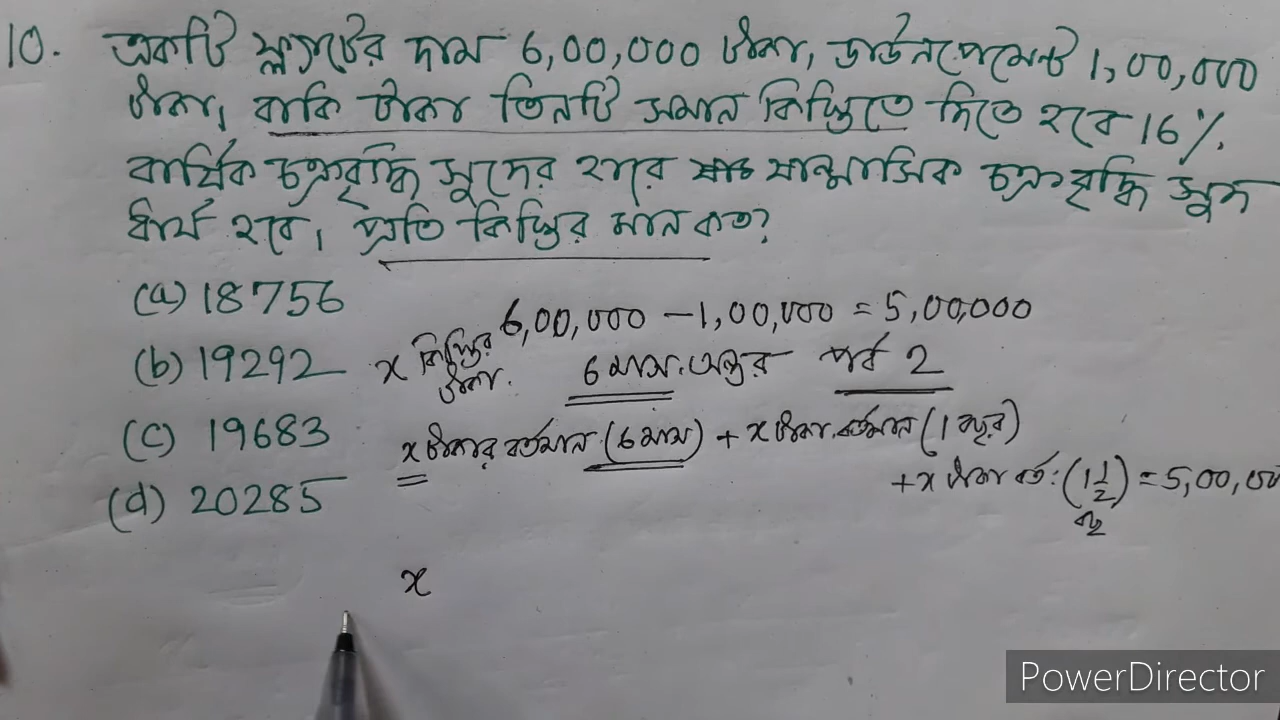 10. একটি ফ্ল্যাটের দাম 6,00,000 টাকা, ডাউনপেমেন্ট 1,00,000
টাকা, বাকি টাকা তিনটি সমান কিস্তিতে দিতে হবে 16%
বার্ষিক চক্রবৃদ্ধি সুদের হারে ষান্মাসিক চক্রবৃদ্ধি সুদ
ধার্য হবে, প্রতি কিস্তির মান কত?
(a) 18756
6,00,000 – 1,00,000 = 5,00,000
(b) 19292
x কিস্তির টাকা.
6 মাস অন্তর পর্ব 2
(c) 19683
x টাকার বর্তমান (6 মাস) + x টাকা. বর্তমান (1 বছর)
+ x টাকা বর্ত: (1 1/2) = 5,00,00
(d) 20285
x
PowerDirector